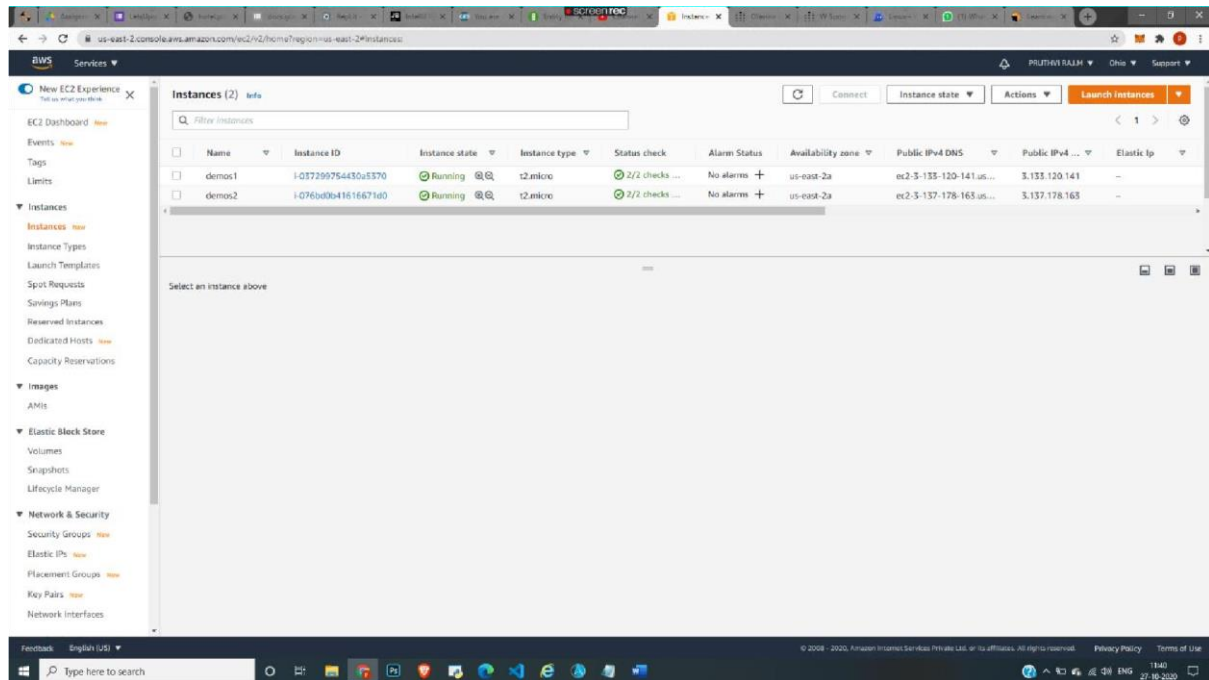 screenrec
us-east-2.console.aws.amazon.com/ec2/v2/home?region=us-east-2#Instances:
aws Services PRUTHVI RAJ.M Ohio Support
New EC2 Experience
Tell us what you think
EC2 Dashboard New
Events New
Tags
Limits
Instances
Instances New
Instance Types
Launch Templates
Spot Requests
Savings Plans
Reserved Instances
Dedicated Hosts New
Capacity Reservations
Images
AMIs
Elastic Block Store
Volumes
Snapshots
Lifecycle Manager
Network & Security
Security Groups New
Elastic IPs New
Placement Groups New
Key Pairs New
Network Interfaces
Instances (2) Info Connect Instance state Actions Launch instances
Filter instances 1
Name Instance ID Instance state Instance type Status check Alarm Status Availability zone Public IPv4 DNS Public IPv4 ... Elastic Ip
demos1 i-037299754430a5370 Running t2.micro 2/2 checks ... No alarms + us-east-2a ec2-3-133-120-141.us... 3.133.120.141 –
demos2 i-076bd0b41616671d0 Running t2.micro 2/2 checks ... No alarms + us-east-2a ec2-3-137-178-163.us... 3.137.178.163 –
Select an instance above
Feedback English (US) © 2008 - 2020, Amazon Internet Services Private Ltd. or its affiliates. All rights reserved. Privacy Policy Terms of Use
Type here to search ENG 11:40
27-10-2020